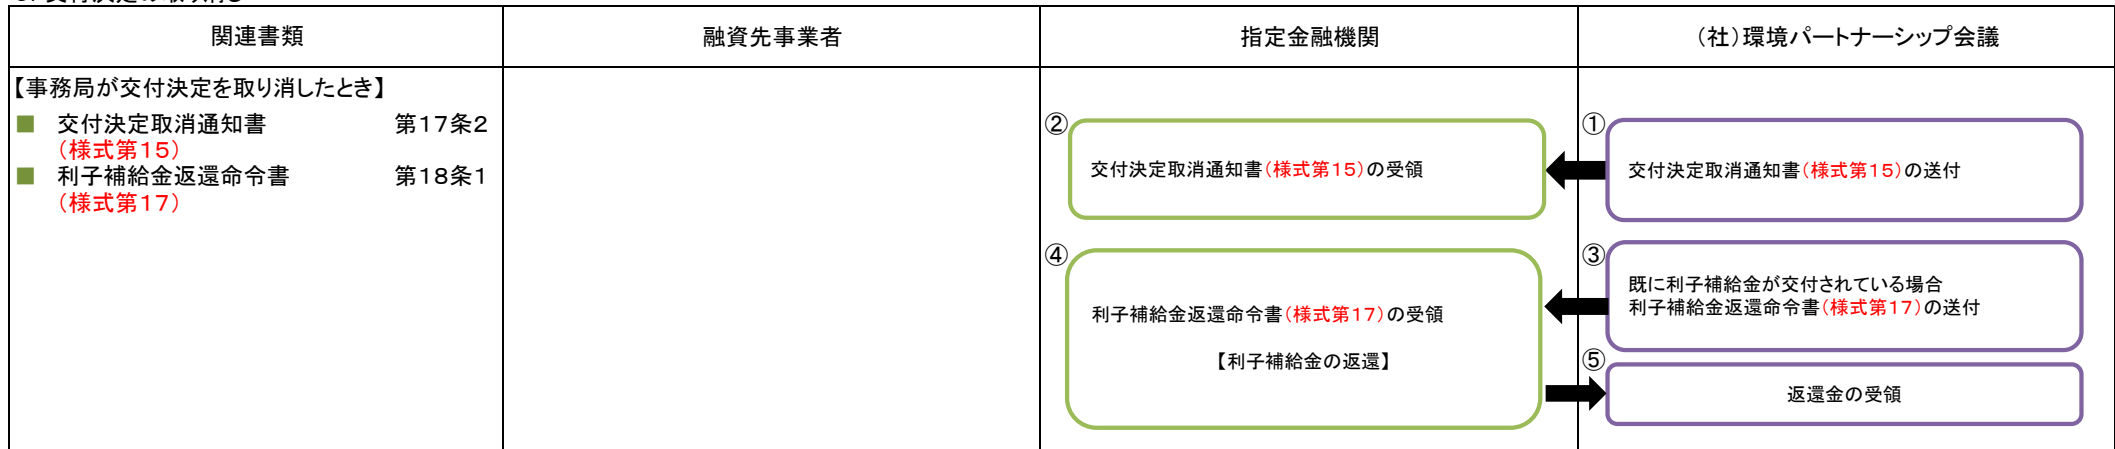 関連書類
融資先事業者
指定金融機関
(社)環境パートナーシップ会議
【事務局が交付決定を取り消したとき】
■ 交付決定取消通知書 第17条2
(様式第15)
■ 利子補給金返還命令書 第18条1
(様式第17)
②
交付決定取消通知書(様式第15)の受領
①
交付決定取消通知書(様式第15)の送付
④
利子補給金返還命令書(様式第17)の受領
【利子補給金の返還】
③
既に利子補給金が交付されている場合
利子補給金返還命令書(様式第17)の送付
⑤
返還金の受領